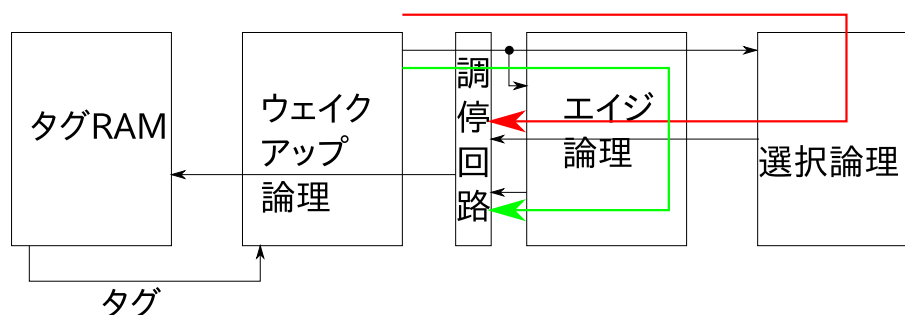 タグRAM
ウェイク
アップ
論理
調
停
回
路
エイジ
論理
選択論理
タグ